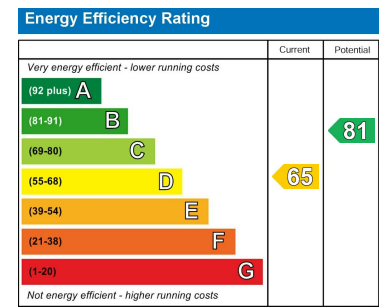 Energy Efficiency Rating
Current Potential
Very energy efficient - lower running costs
(92 plus) A
(81-91) B
81
(69-80) C
(55-68) D
65
(39-54) E
(21-38) F
(1-20) G
Not energy efficient - higher running costs